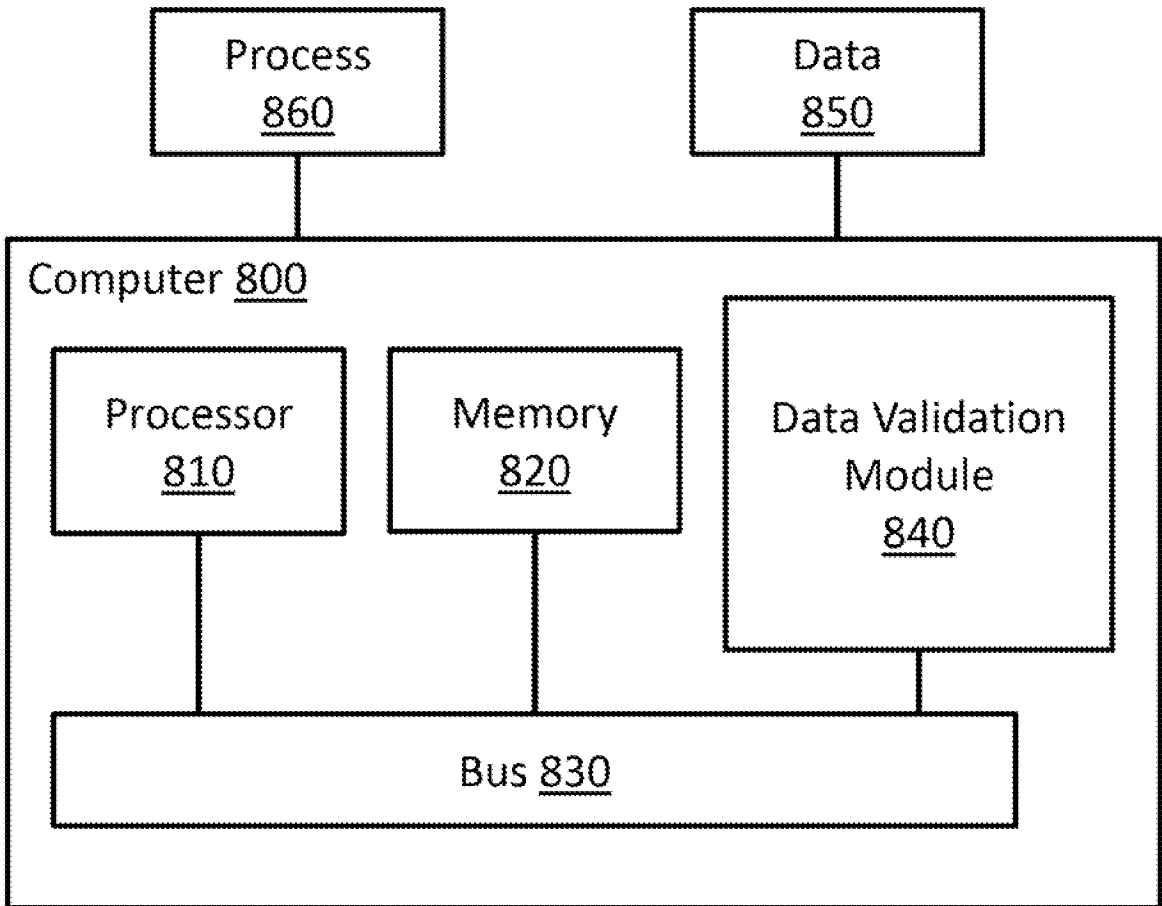 Process
860
Data
850
Computer 800
Processor
810
Memory
820
Data Validation
Module
840
Bus 830